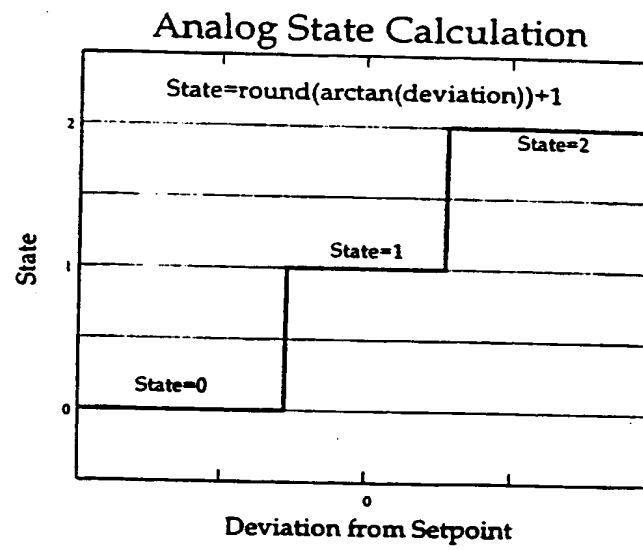 Analog State Calculation
State=round(arctan(deviation))+1
2
State=2
State=1
1
State
State=0
0
0
Deviation from Setpoint